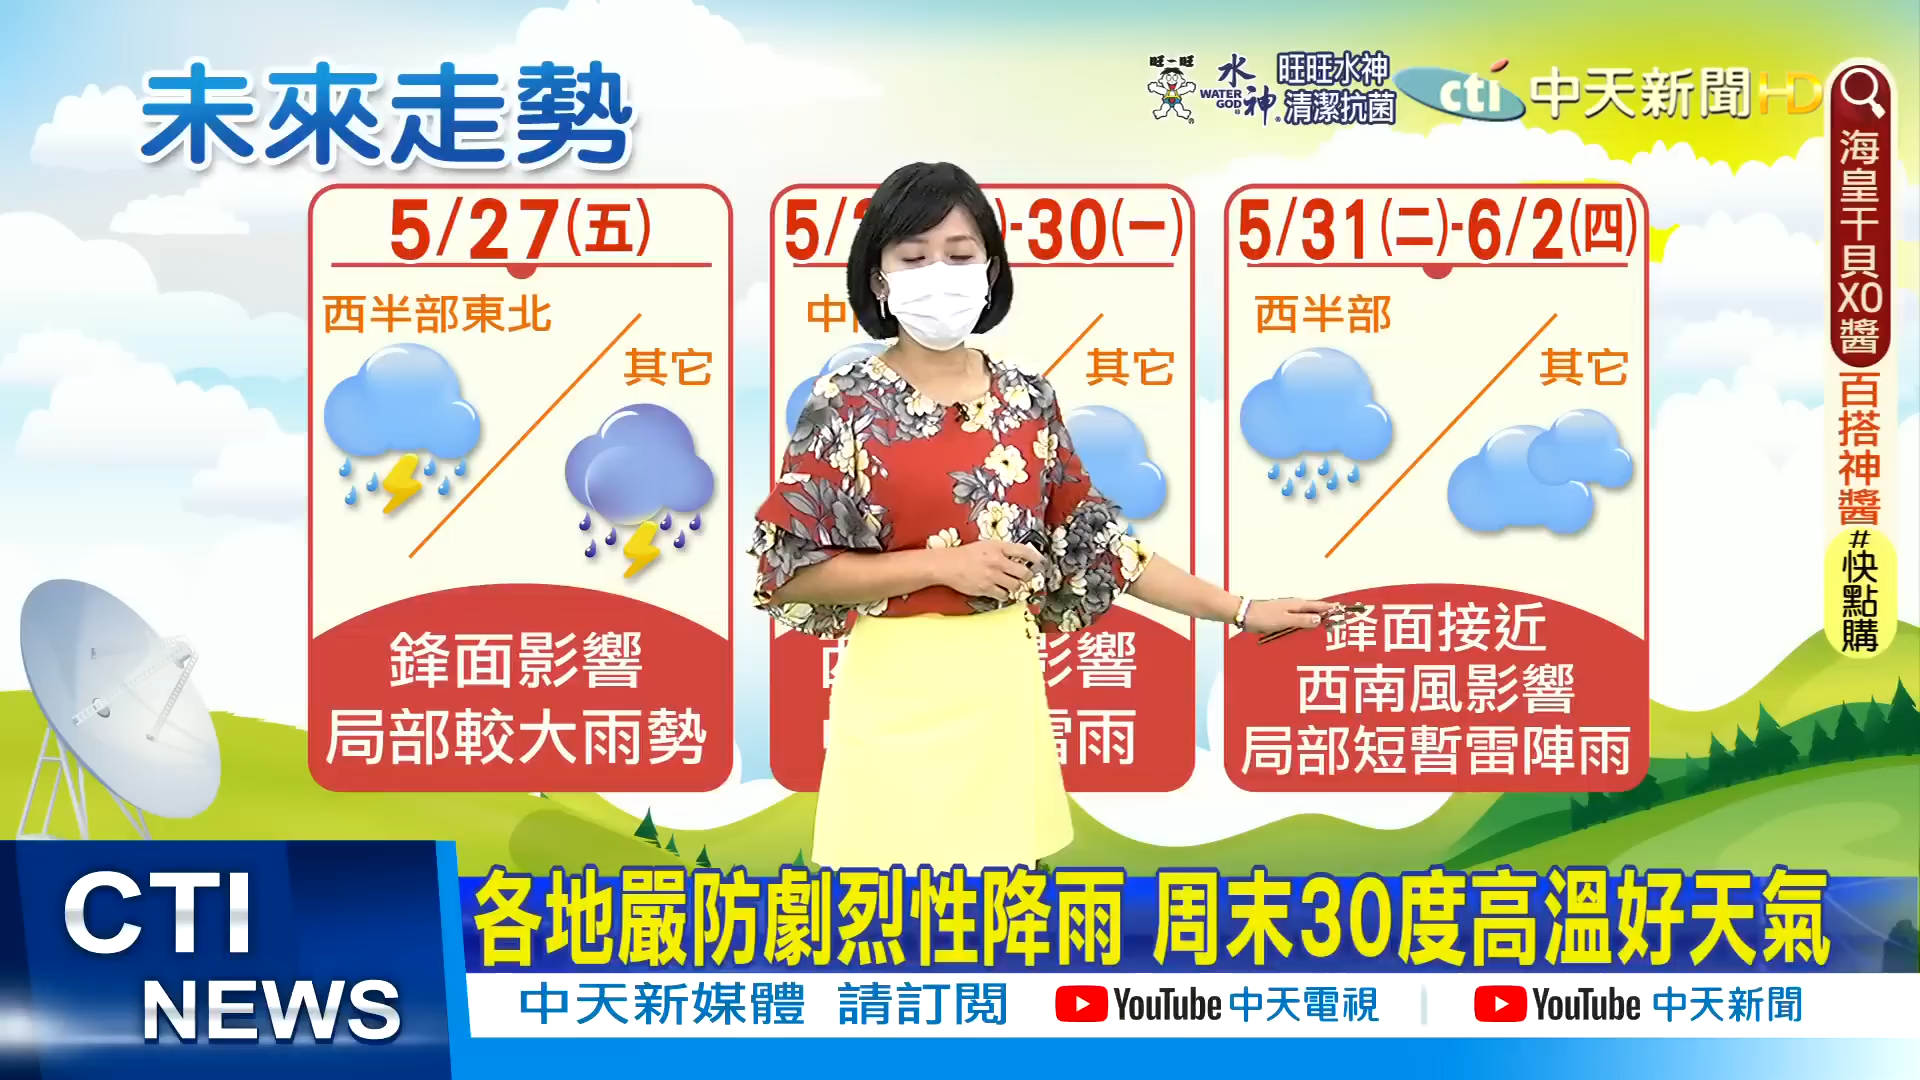 未來走勢
旺一旺
水神
WATER GOD
旺旺水神
清潔抗菌
cti 中天新聞HD
海皇干貝XO醬
百搭神醬
#快點購
5/27(五)
西半部東北
其它
鋒面影響
局部較大雨勢
-30(一)
其它
影響
雷雨
5/31(二)-6/2(四)
西半部
其它
鋒面接近
西南風影響
局部短暫雷陣雨
CTI
NEWS
各地嚴防劇烈性降雨 周末30度高溫好天氣
中天新媒體 請訂閱 YouTube 中天電視 YouTube 中天新聞